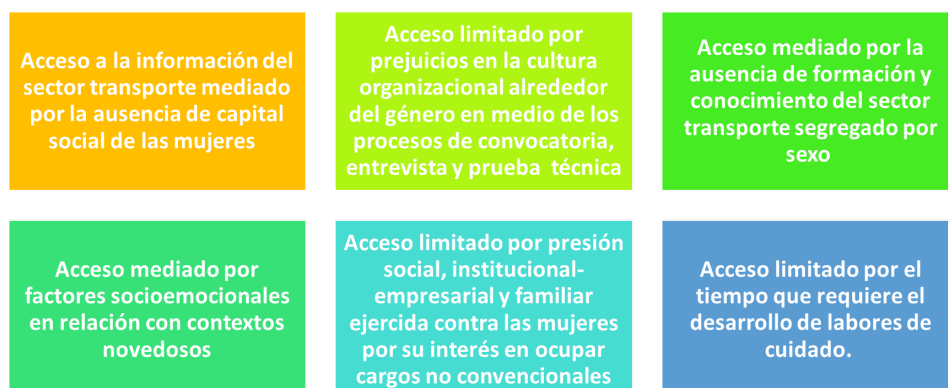 Acceso a la información del
sector transporte mediado
por la ausencia de capital
social de las mujeres
Acceso limitado por
prejuicios en la cultura
organizacional alrededor
del género en medio de los
procesos de convocatoria,
entrevista y prueba técnica
Acceso mediado por la
ausencia de formación y
conocimiento del sector
transporte segregado por
sexo
Acceso mediado por
factores socioemocionales
en relación con contextos
novedosos
Acceso limitado por presión
social, institucional-
empresarial y familiar
ejercida contra las mujeres
por su interés en ocupar
cargos no convencionales
Acceso limitado por el
tiempo que requiere el
desarrollo de labores de
cuidado.